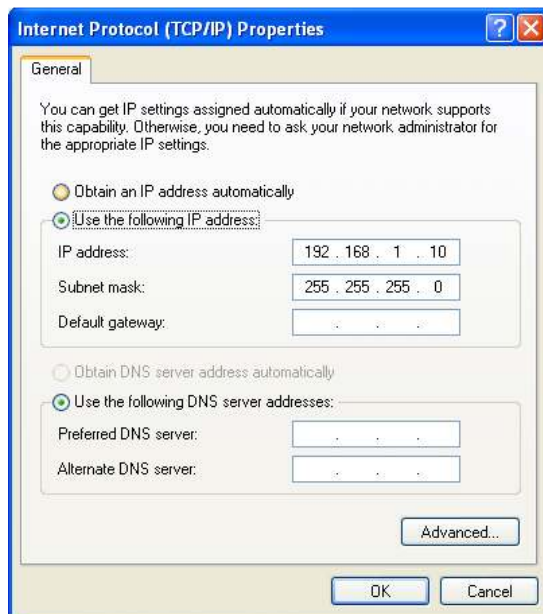 Internet Protocol (TCP/IP) Properties
General
You can get IP settings assigned automatically if your network supports
this capability. Otherwise, you need to ask your network administrator for
the appropriate IP settings.
Obtain an IP address automatically
Use the following IP address:
IP address: 192 . 168 . 1 . 10
Subnet mask: 255 . 255 . 255 . 0
Default gateway: . . .
Obtain DNS server address automatically
Use the following DNS server addresses:
Preferred DNS server: . . .
Alternate DNS server: . . .
Advanced...
OK Cancel